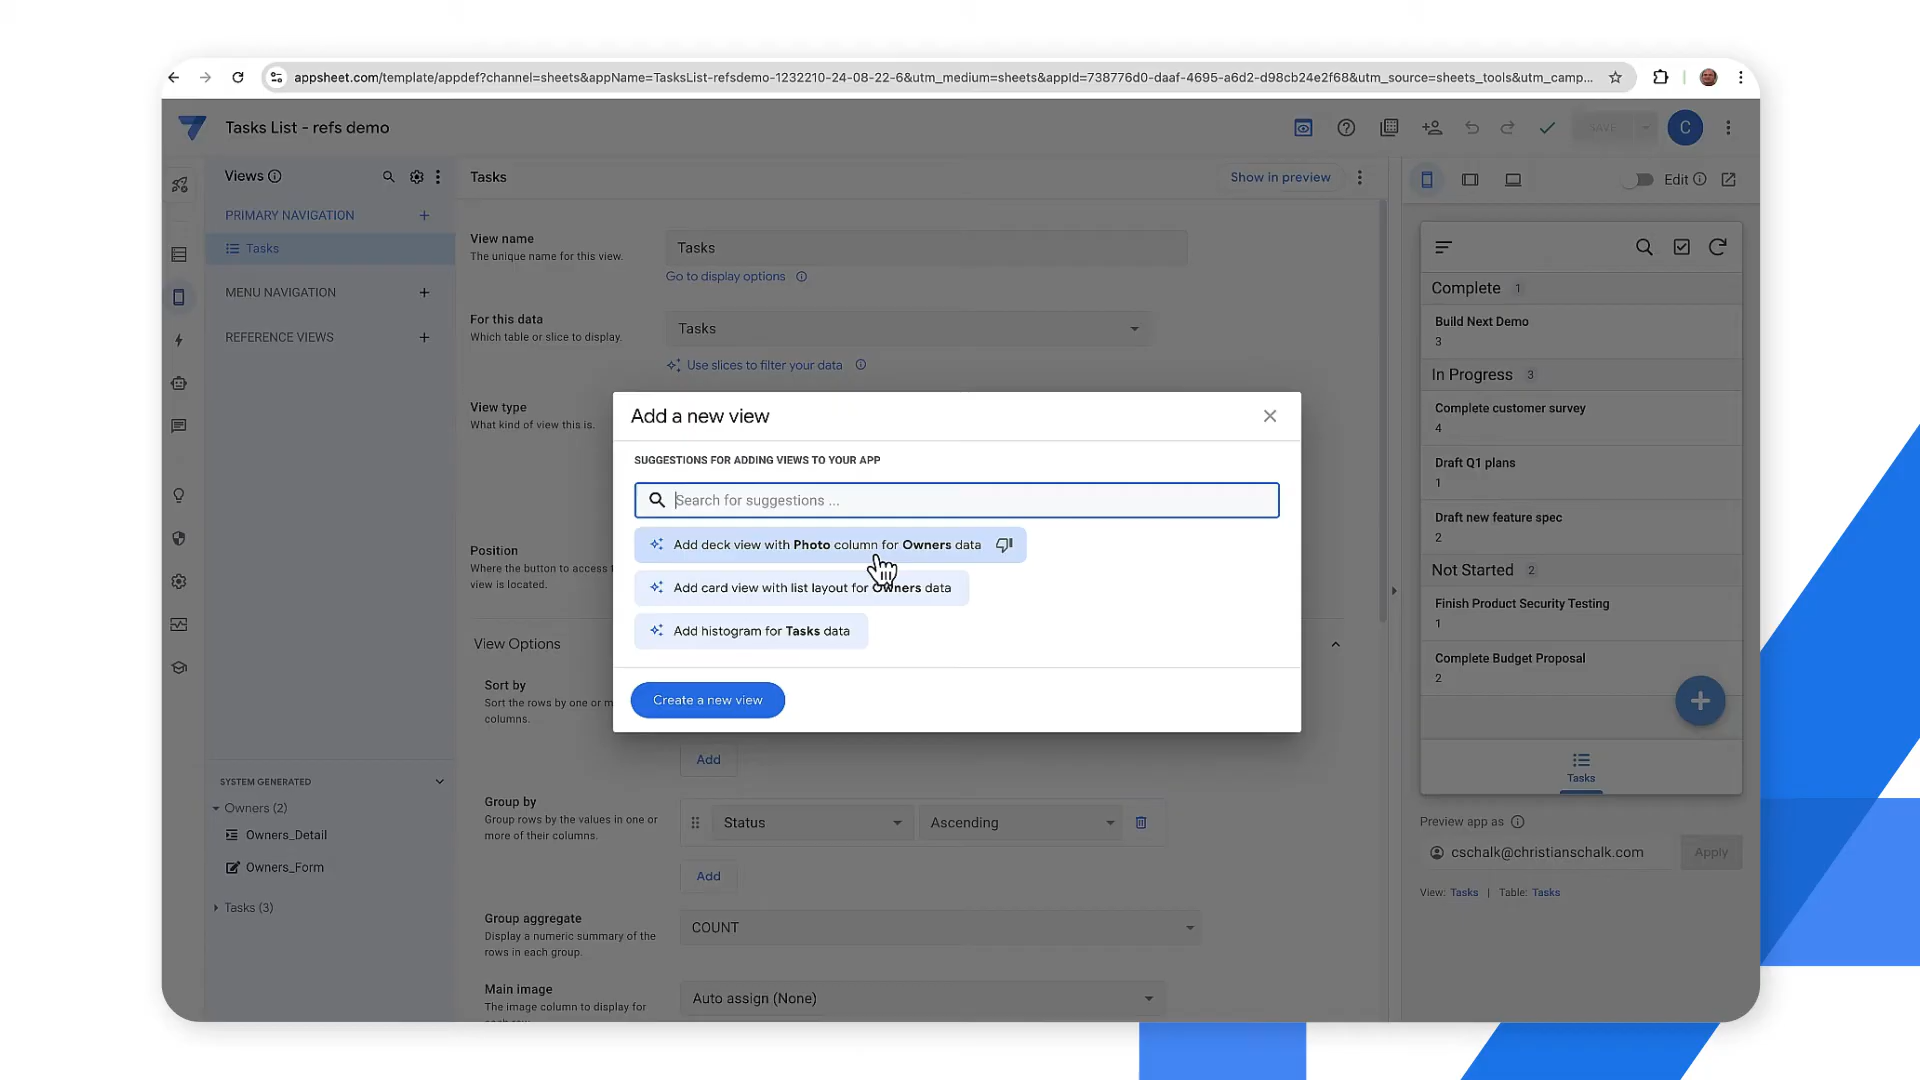 appsheet.com/template/appdef?channel=sheets&appName=TasksList-refsdemo-1232210-24-08-22-6&utm_medium=sheets&appId=738776d0-daaf-4695-a6d2-d98cb24e2f68&utm_source=sheets_tools&utm_camp...
Tasks List - refs demo
SAVE
C
Views
Tasks
Show in preview
Edit
PRIMARY NAVIGATION
Tasks
MENU NAVIGATION
REFERENCE VIEWS
View name
The unique name for this view.
Tasks
Go to display options
For this data
Which table or slice to display.
Tasks
Use slices to filter your data
View type
What kind of view this is.
Position
Where the button to access
view is located.
Add a new view
SUGGESTIONS FOR ADDING VIEWS TO YOUR APP
Search for suggestions ...
Add deck view with Photo column for Owners data
Add card view with list layout for Owners data
Add histogram for Tasks data
Create a new view
View Options
Sort by
Sort the rows by one or
columns.
Add
Group by
Group rows by the values in one or
more of their columns.
Status
Ascending
Add
Group aggregate
Display a numeric summary of the
rows in each group.
COUNT
Main image
The image column to display for
Auto assign (None)
SYSTEM GENERATED
Owners (2)
Owners_Detail
Owners_Form
Tasks (3)
Complete 1
Build Next Demo
3
In Progress 3
Complete customer survey
4
Draft Q1 plans
1
Draft new feature spec
2
Not Started 2
Finish Product Security Testing
1
Complete Budget Proposal
2
Tasks
Preview app as
cschalk@christianschalk.com
Apply
View: Tasks | Table: Tasks